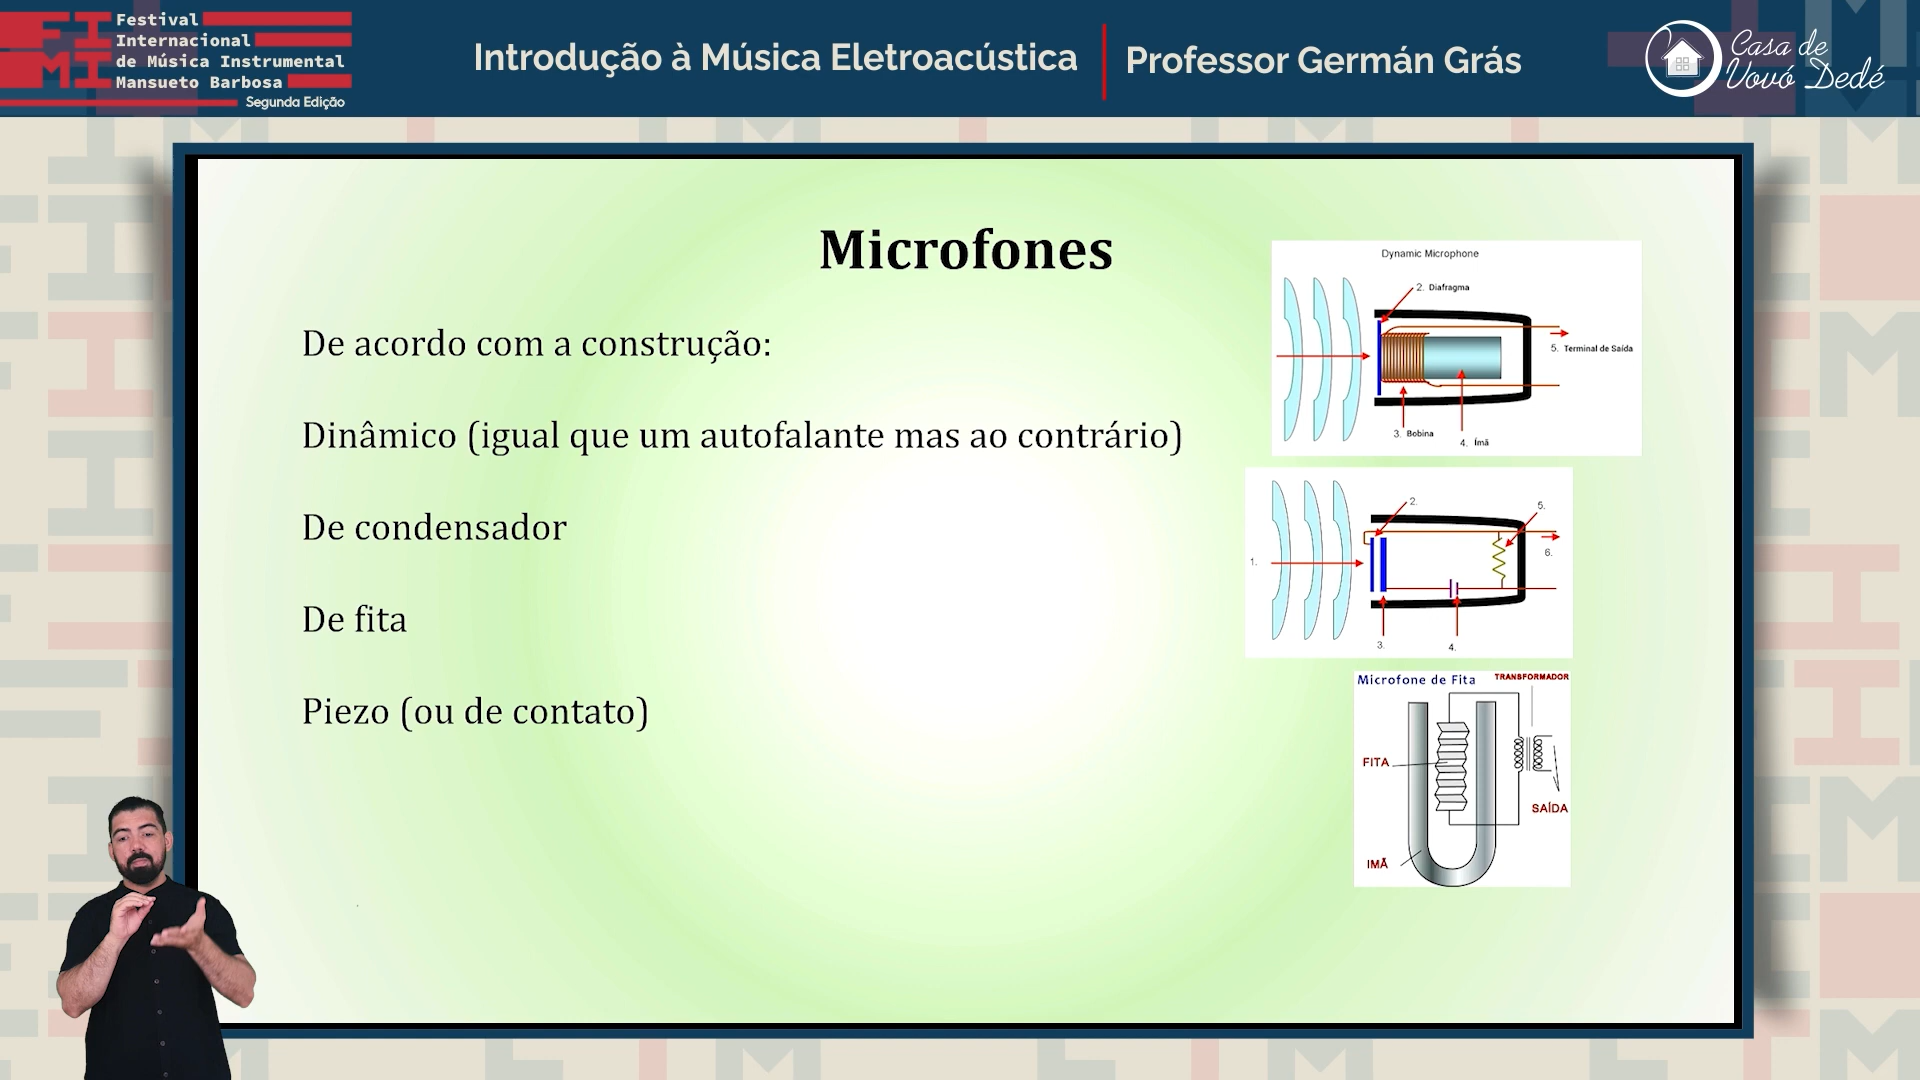 Festival
Internacional
de Música Instrumental
Mansueto Barbosa
Segunda Edição
FIMI
Introdução à Música Eletroacústica
Professor Germán Grás
Casa de
Vovó Dedé
Microfones
De acordo com a construção:
Dinâmico (igual que um autofalante mas ao contrário)
De condensador
De fita
Piezo (ou de contato)
Dynamic Microphone
2. Diafragma
5. Terminal de Saída
3. Bobina
4. Ímã
2.
5.
1.
6.
3.
4.
Microfone de Fita
TRANSFORMADOR
FITA
SAÍDA
IMÃ